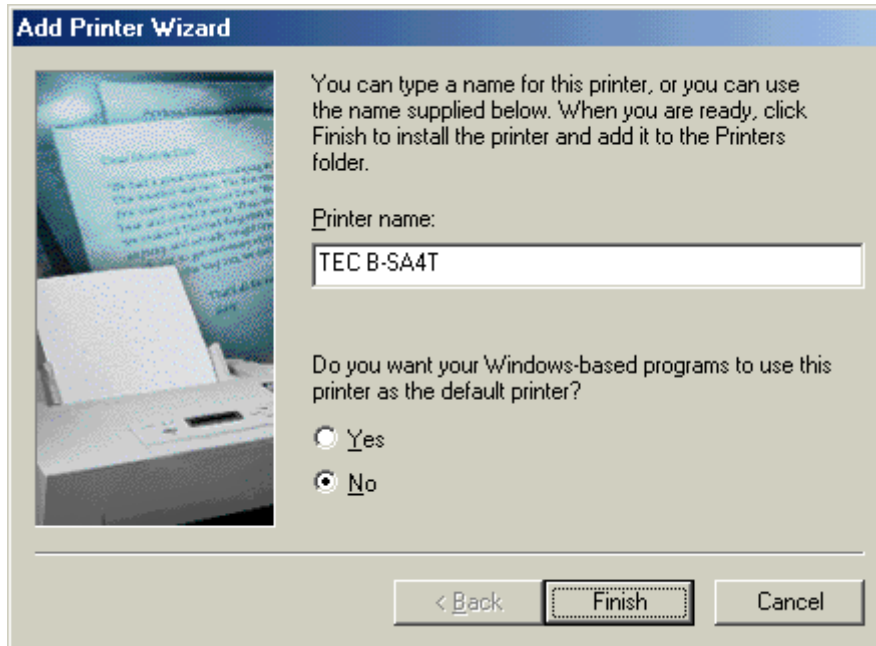 Add Printer Wizard
You can type a name for this printer, or you can use
the name supplied below. When you are ready, click
Finish to install the printer and add it to the Printers
folder.
Printer name:
TEC B-SA4T
Do you want your Windows-based programs to use this
printer as the default printer?
Yes
No
< Back
Finish
Cancel